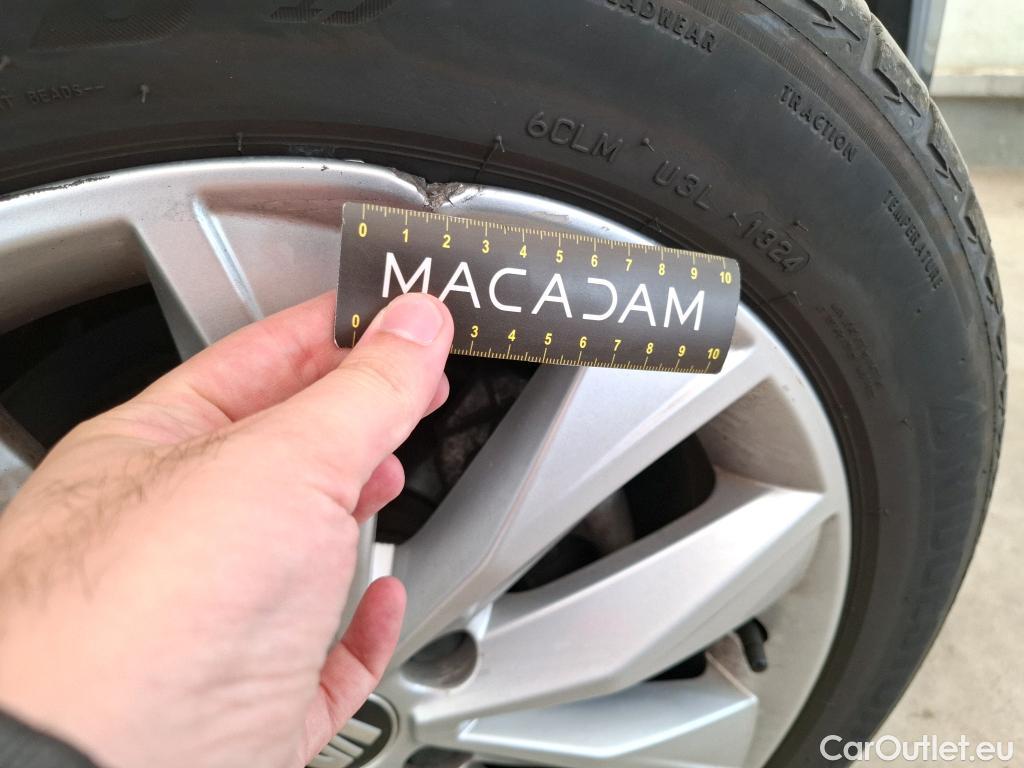 TRACTION
TEMPERATURE
6CLM U3L 1324
0 1 2 3 4 5 6 7 8 9 10
MACADAM
0 3 4 5 6 7 8 9 10
CarOutlet.eu